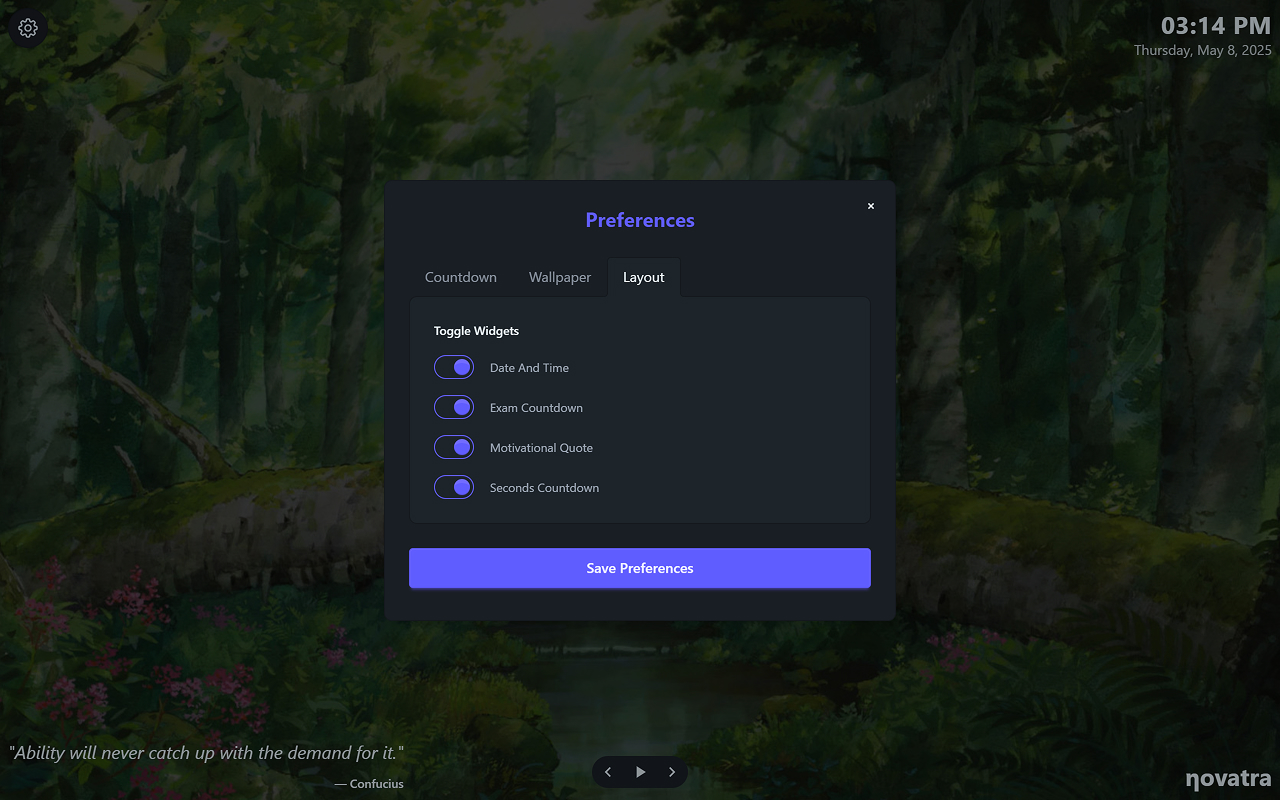 03:14 PM
Thursday, May 8, 2025
×
Preferences
Countdown Wallpaper Layout
Toggle Widgets
Date And Time
Exam Countdown
Motivational Quote
Seconds Countdown
Save Preferences
"Ability will never catch up with the demand for it."
— Confucius
ηovatra